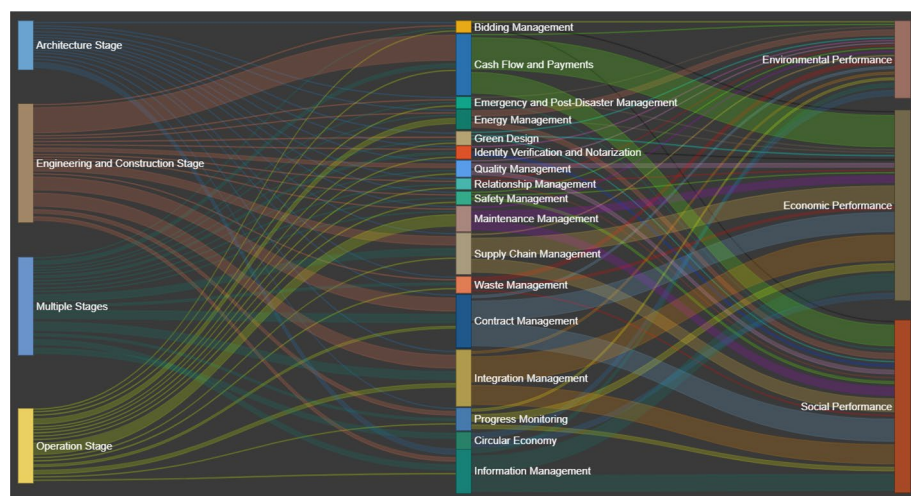 Architecture Stage
Engineering and Construction Stage
Multiple Stages
Operation Stage
Bidding Management
Cash Flow and Payments
Emergency and Post-Disaster Management
Energy Management
Green Design
Identity Verification and Notarization
Quality Management
Relationship Management
Safety Management
Maintenance Management
Supply Chain Management
Waste Management
Contract Management
Integration Management
Progress Monitoring
Circular Economy
Information Management
Environmental Performance
Economic Performance
Social Performance